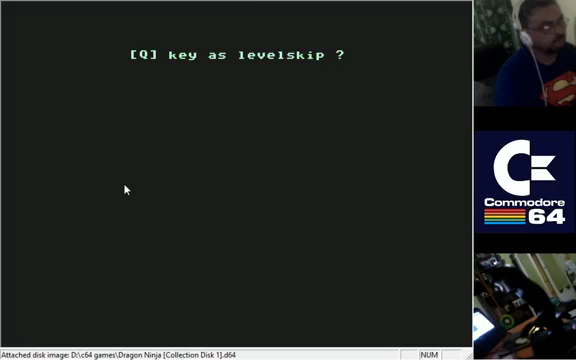 [Q] key as levelskip ?
Commodore
64
Attached disk image: D:\c64 games\Dragon Ninja [Collection Disk 1].d64
NUM